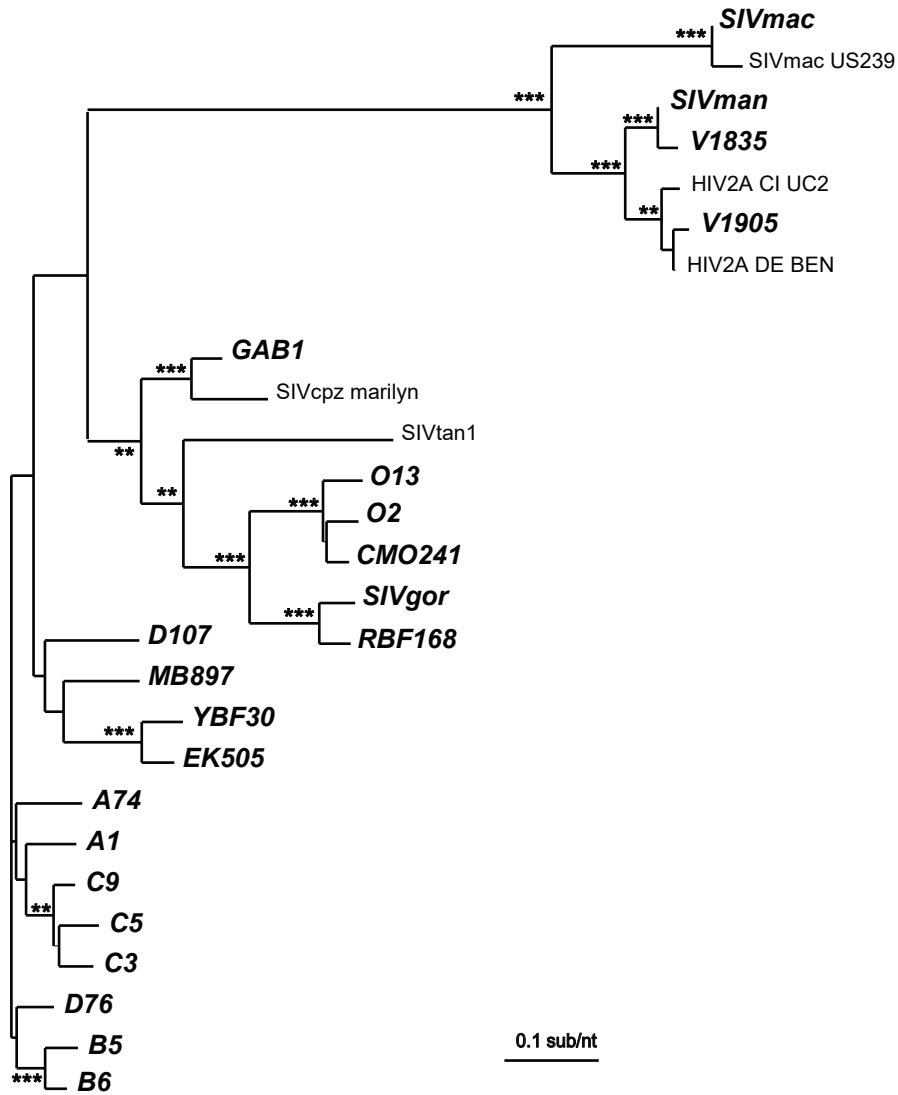 SIVmac
***
SIVmac US239
***
SIVman
***
V1835
***
HIV2A CI UC2
**
V1905
HIV2A DE BEN
GAB1
***
SIVcpz marilyn
SIVtan1
**
**
O13
***
O2
CMO241
***
SIVgor
***
RBF168
D107
MB897
YBF30
***
EK505
A74
A1
C9
**
C5
C3
D76
0.1 sub/nt
B5
***
B6